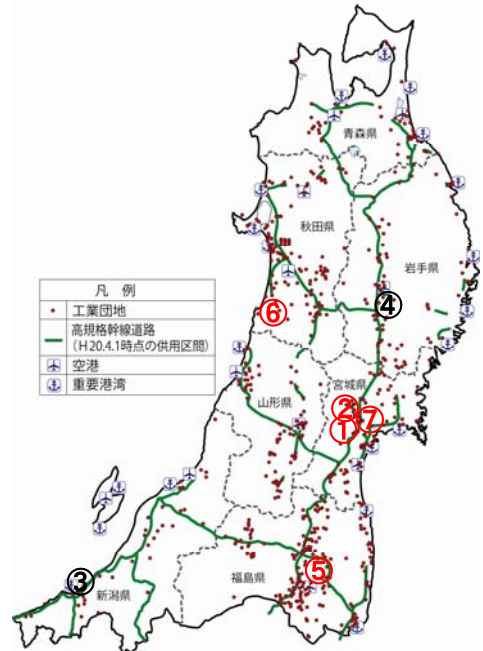 青森県
秋田県
岩手県
凡 例
工業団地
高規格幹線道路
(H20.4.1時点の供用区間)
空港
重要港湾
⑥
④
宮城県
山形県
②
⑦
①
⑤
福島県
③
新潟県